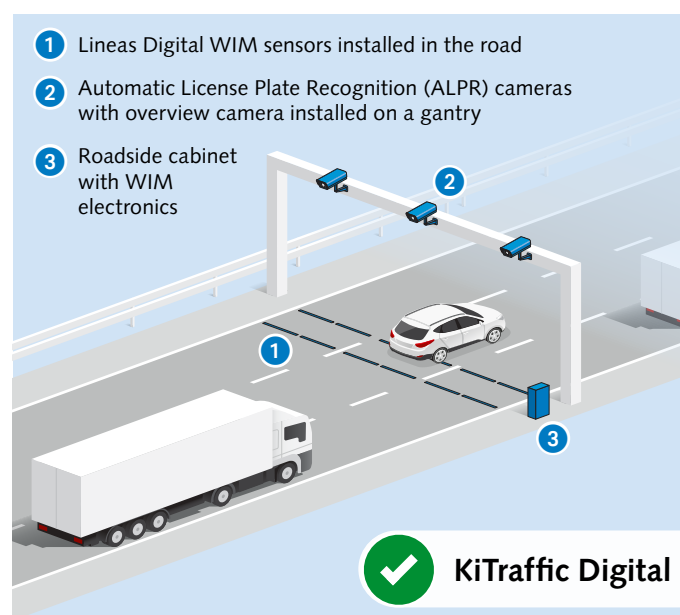 1 Lineas Digital WIM sensors installed in the road
2 Automatic License Plate Recognition (ALPR) cameras
with overview camera installed on a gantry
3 Roadside cabinet
with WIM
electronics
2
1
3
KiTraffic Digital